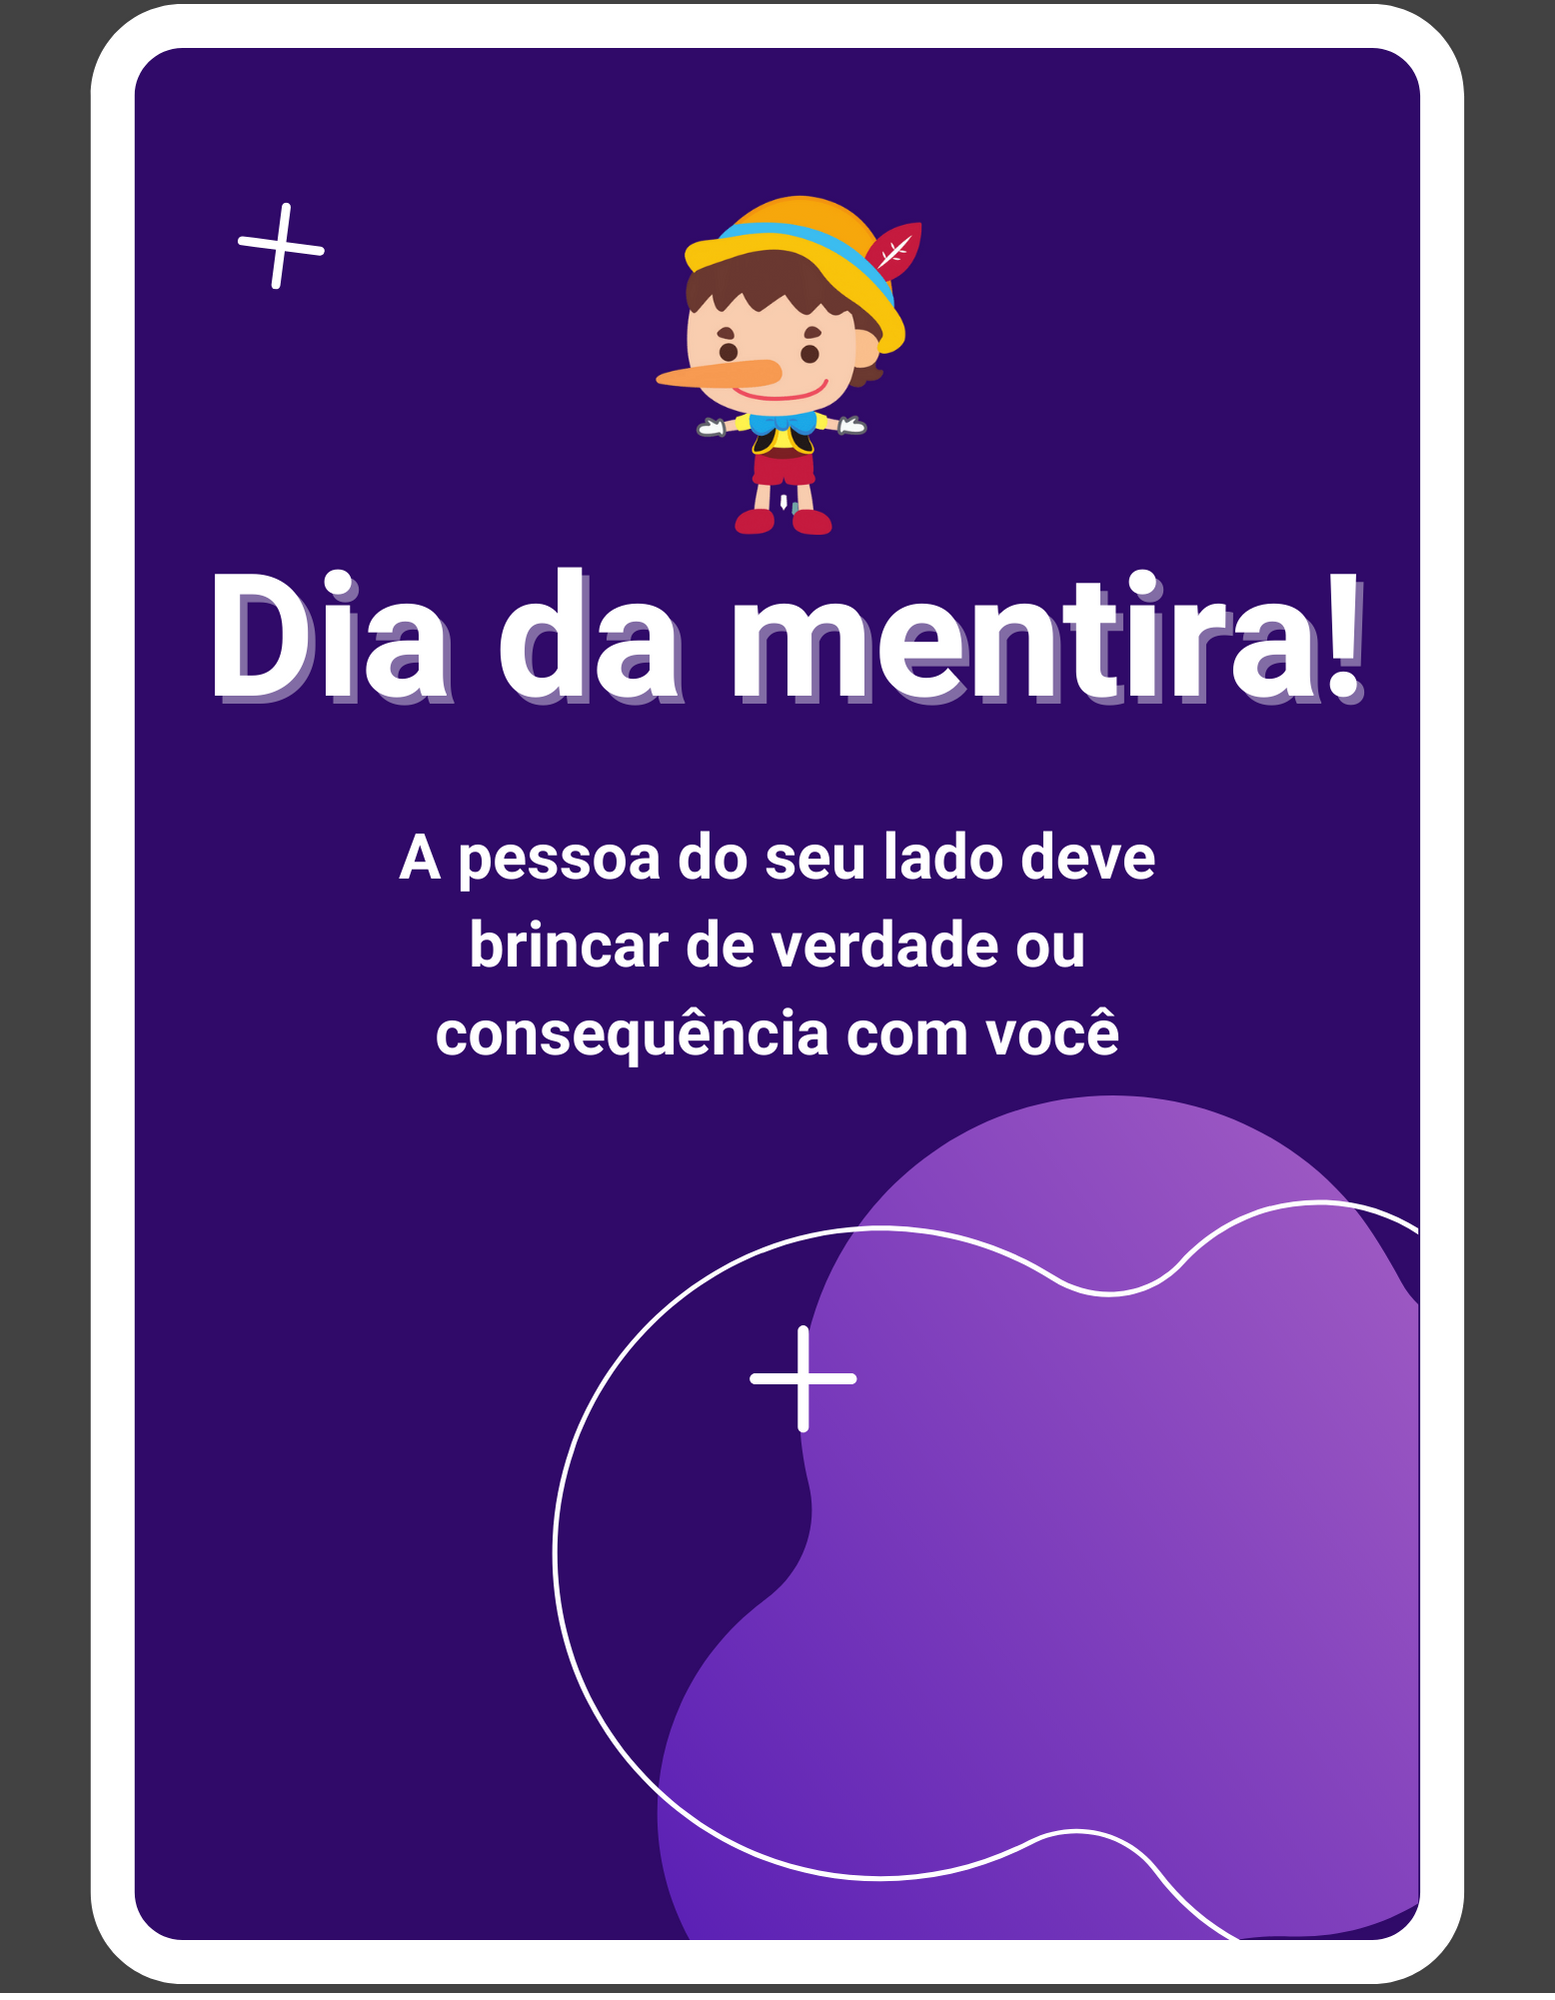 Dia da mentira!
A pessoa do seu lado deve
brincar de verdade ou
consequência com você